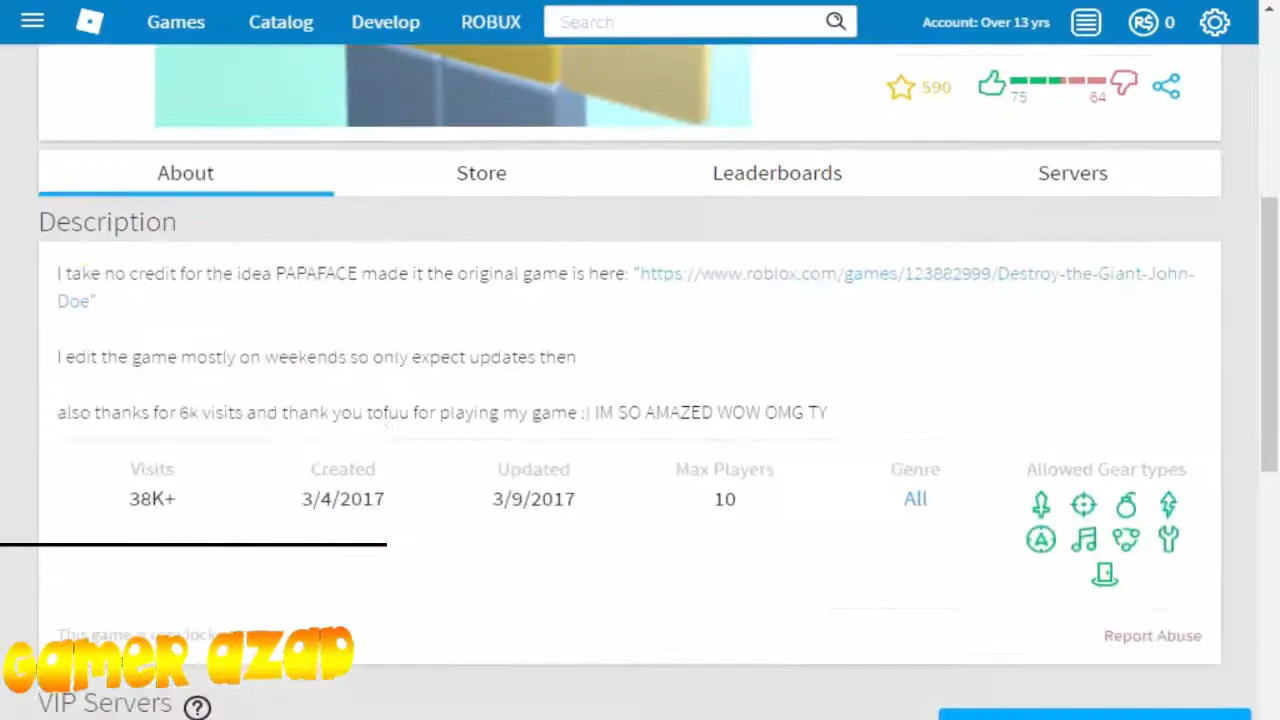 Games Catalog Develop ROBUX Search Account: Over 13 yrs R$ 0
590 75 64
About Store Leaderboards Servers
Description
I take no credit for the idea PAPAFACE made it the original game is here: "https://www.roblox.com/games/123882999/Destroy-the-Giant-John-
Doe"
I edit the game mostly on weekends so only expect updates then
also thanks for 6k visits and thank you tofuu for playing my game :) IM SO AMAZED WOW OMG TY
Visits Created Updated Max Players Genre Allowed Gear types
38K+ 3/4/2017 3/9/2017 10 All
This game is Report Abuse
GAMER AZAD
VIP Servers ?